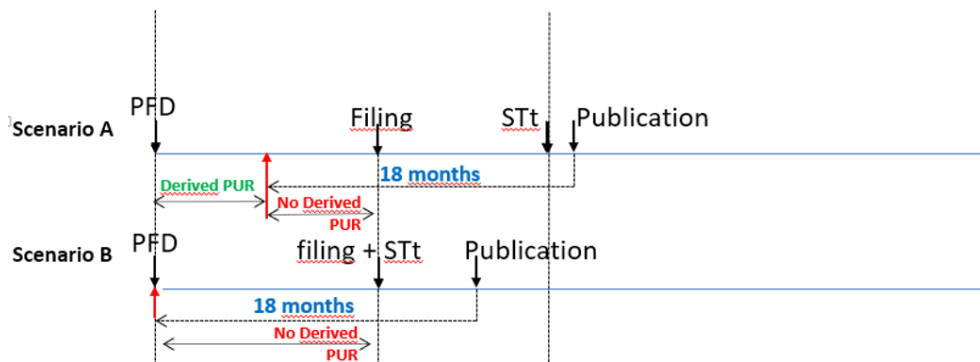 PFD
Scenario A
Filing
STt
Publication
18 months
Derived PUR
No Derived
PUR
Scenario B
PFD
filing + STt
Publication
18 months
No Derived
PUR